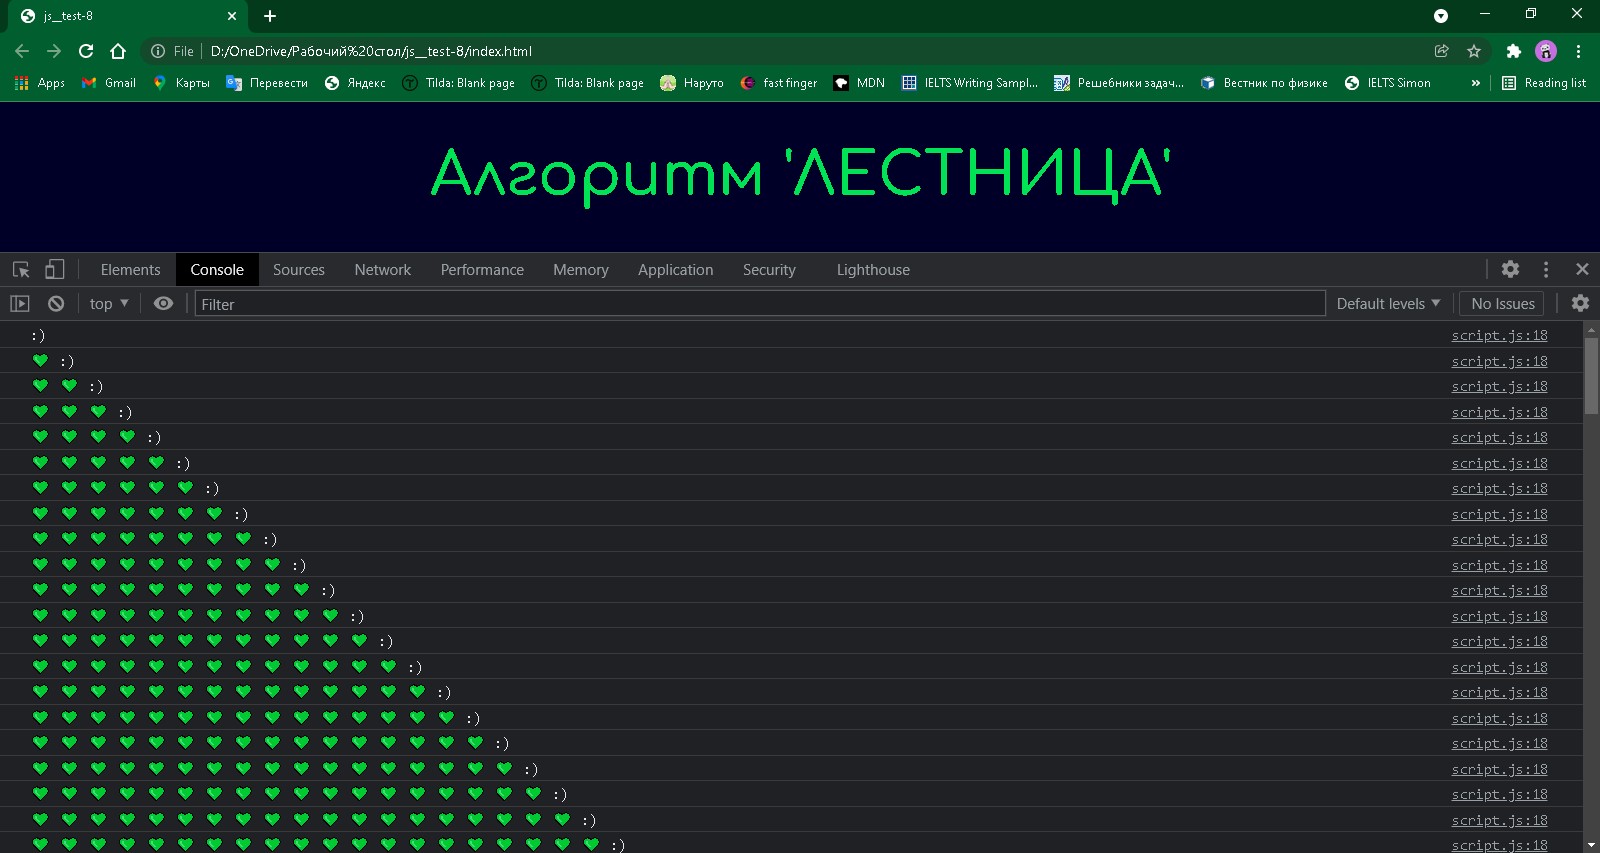 js__test-8
File D:/OneDrive/Рабочий%20стол/js__test-8/index.html
Apps Gmail Карты Перевести Яндекс Tilda: Blank page Tilda: Blank page Наруто fast finger MDN IELTS Writing Sampl... Решебники задач... Вестник по физике IELTS Simon » Reading list
Алгоритм 'ЛЕСТНИЦА'
Elements Console Sources Network Performance Memory Application Security Lighthouse
top Filter Default levels No Issues
:) script.js:18
💚 :) script.js:18
💚 💚 :) script.js:18
💚 💚 💚 :) script.js:18
💚 💚 💚 💚 :) script.js:18
💚 💚 💚 💚 💚 :) script.js:18
💚 💚 💚 💚 💚 💚 :) script.js:18
💚 💚 💚 💚 💚 💚 💚 :) script.js:18
💚 💚 💚 💚 💚 💚 💚 💚 :) script.js:18
💚 💚 💚 💚 💚 💚 💚 💚 💚 :) script.js:18
💚 💚 💚 💚 💚 💚 💚 💚 💚 💚 :) script.js:18
💚 💚 💚 💚 💚 💚 💚 💚 💚 💚 💚 :) script.js:18
💚 💚 💚 💚 💚 💚 💚 💚 💚 💚 💚 💚 :) script.js:18
💚 💚 💚 💚 💚 💚 💚 💚 💚 💚 💚 💚 💚 :) script.js:18
💚 💚 💚 💚 💚 💚 💚 💚 💚 💚 💚 💚 💚 💚 :) script.js:18
💚 💚 💚 💚 💚 💚 💚 💚 💚 💚 💚 💚 💚 💚 💚 :) script.js:18
💚 💚 💚 💚 💚 💚 💚 💚 💚 💚 💚 💚 💚 💚 💚 💚 :) script.js:18
💚 💚 💚 💚 💚 💚 💚 💚 💚 💚 💚 💚 💚 💚 💚 💚 💚 :) script.js:18
💚 💚 💚 💚 💚 💚 💚 💚 💚 💚 💚 💚 💚 💚 💚 💚 💚 💚 :) script.js:18
💚 💚 💚 💚 💚 💚 💚 💚 💚 💚 💚 💚 💚 💚 💚 💚 💚 💚 💚 :) script.js:18
💚 💚 💚 💚 💚 💚 💚 💚 💚 💚 💚 💚 💚 💚 💚 💚 💚 💚 💚 💚 :) script.js:18